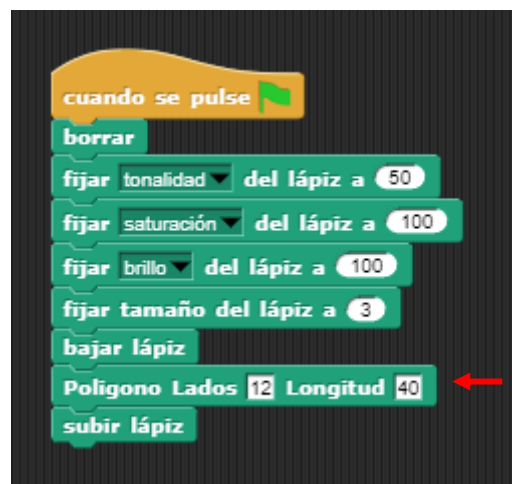 cuando se pulse
borrar
fijar tonalidad del lápiz a 50
fijar saturación del lápiz a 100
fijar brillo del lápiz a 100
fijar tamaño del lápiz a 3
bajar lápiz
Poligono Lados 12 Longitud 40
subir lápiz